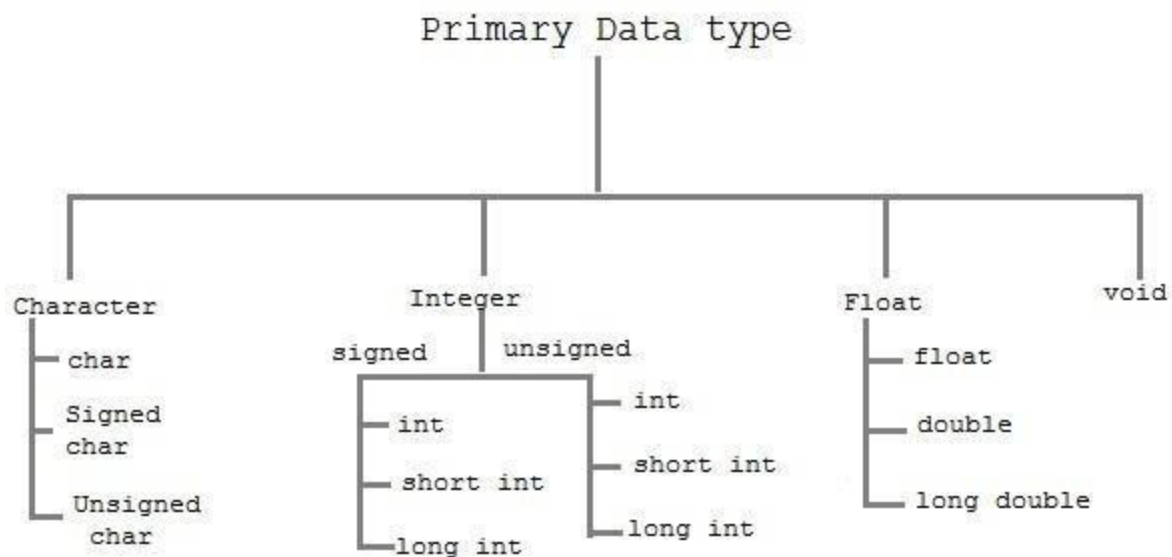 Primary Data type
Character
Integer
Float
void
char
Signed
char
Unsigned
char
signed
unsigned
int
short int
long int
int
short int
long int
float
double
long double